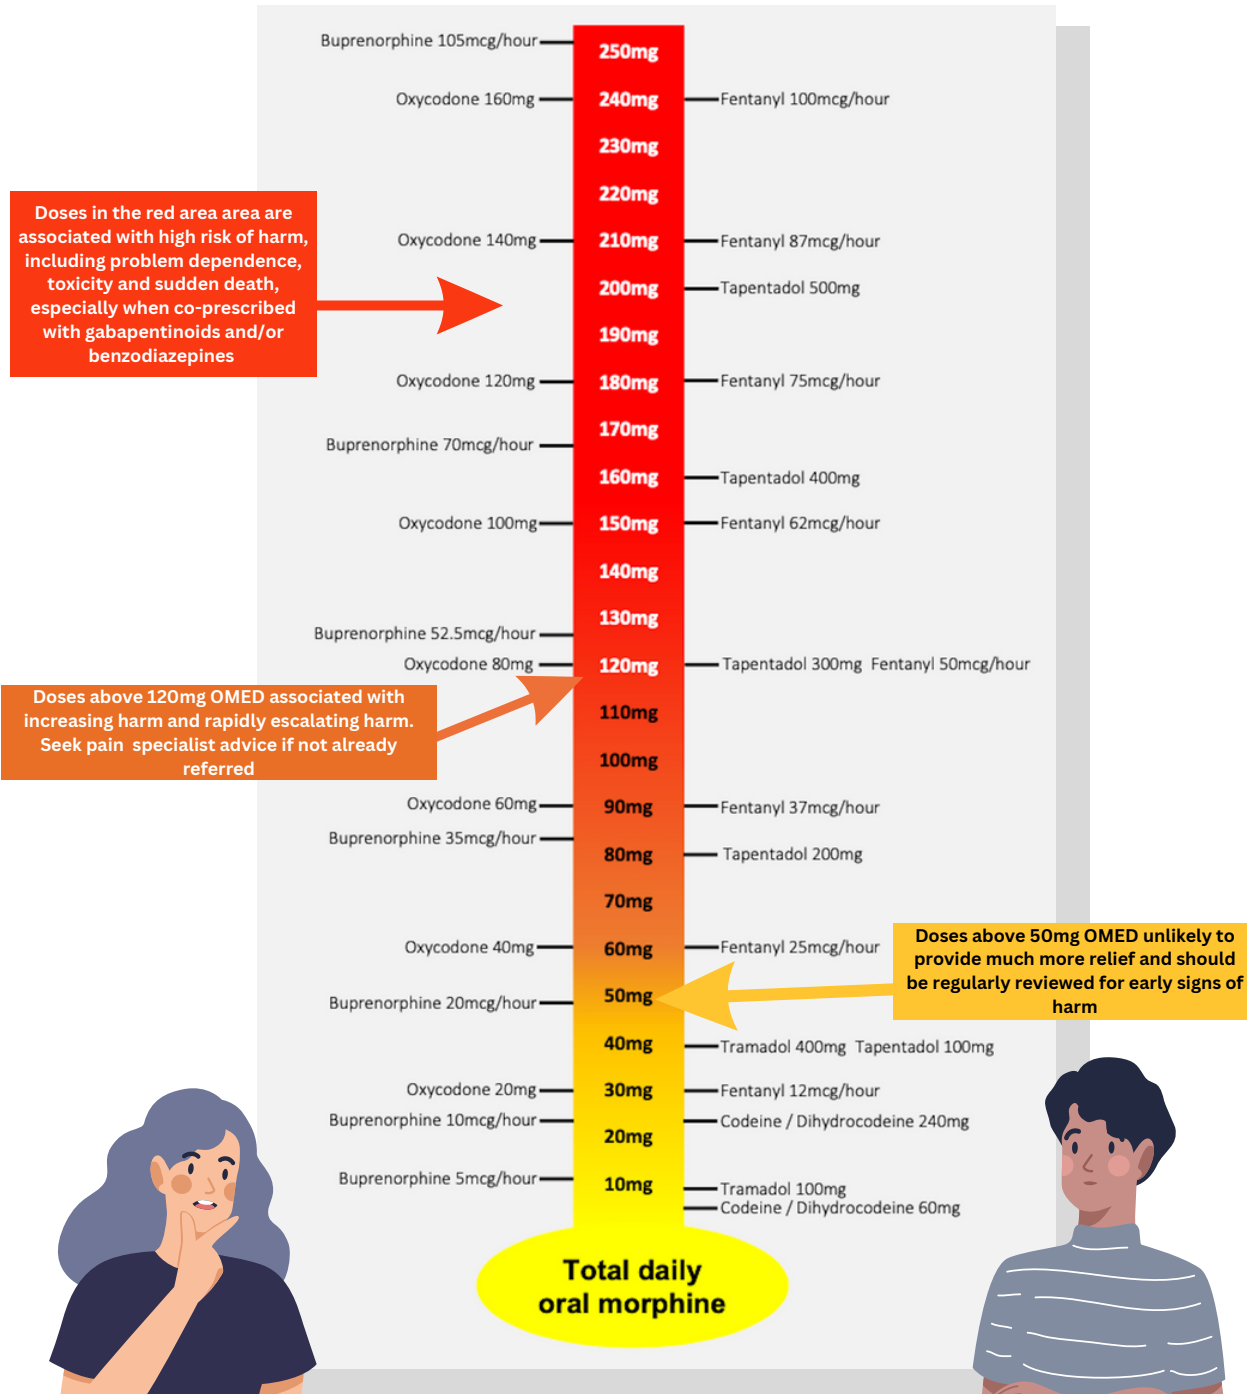 Buprenorphine 105mcg/hour
250mg
Oxycodone 160mg
240mg
Fentanyl 100mcg/hour
230mg
220mg
Doses in the red area area are
associated with high risk of harm,
including problem dependence,
toxicity and sudden death,
especially when co-prescribed
with gabapentinoids and/or
benzodiazepines
Oxycodone 140mg
210mg
Fentanyl 87mcg/hour
200mg
Tapentadol 500mg
190mg
Oxycodone 120mg
180mg
Fentanyl 75mcg/hour
170mg
Buprenorphine 70mcg/hour
160mg
Tapentadol 400mg
Oxycodone 100mg
150mg
Fentanyl 62mcg/hour
140mg
130mg
Buprenorphine 52.5mcg/hour
Oxycodone 80mg
120mg
Tapentadol 300mg Fentanyl 50mcg/hour
Doses above 120mg OMED associated with
increasing harm and rapidly escalating harm.
Seek pain specialist advice if not already
referred
110mg
100mg
Oxycodone 60mg
90mg
Fentanyl 37mcg/hour
Buprenorphine 35mcg/hour
80mg
Tapentadol 200mg
70mg
Oxycodone 40mg
60mg
Fentanyl 25mcg/hour
Doses above 50mg OMED unlikely to
provide much more relief and should
be regularly reviewed for early signs of
harm
50mg
Buprenorphine 20mcg/hour
40mg
Tramadol 400mg Tapentadol 100mg
Oxycodone 20mg
30mg
Fentanyl 12mcg/hour
Buprenorphine 10mcg/hour
Codeine / Dihydrocodeine 240mg
20mg
Buprenorphine 5mcg/hour
10mg
Tramadol 100mg
Codeine / Dihydrocodeine 60mg
Total daily
oral morphine